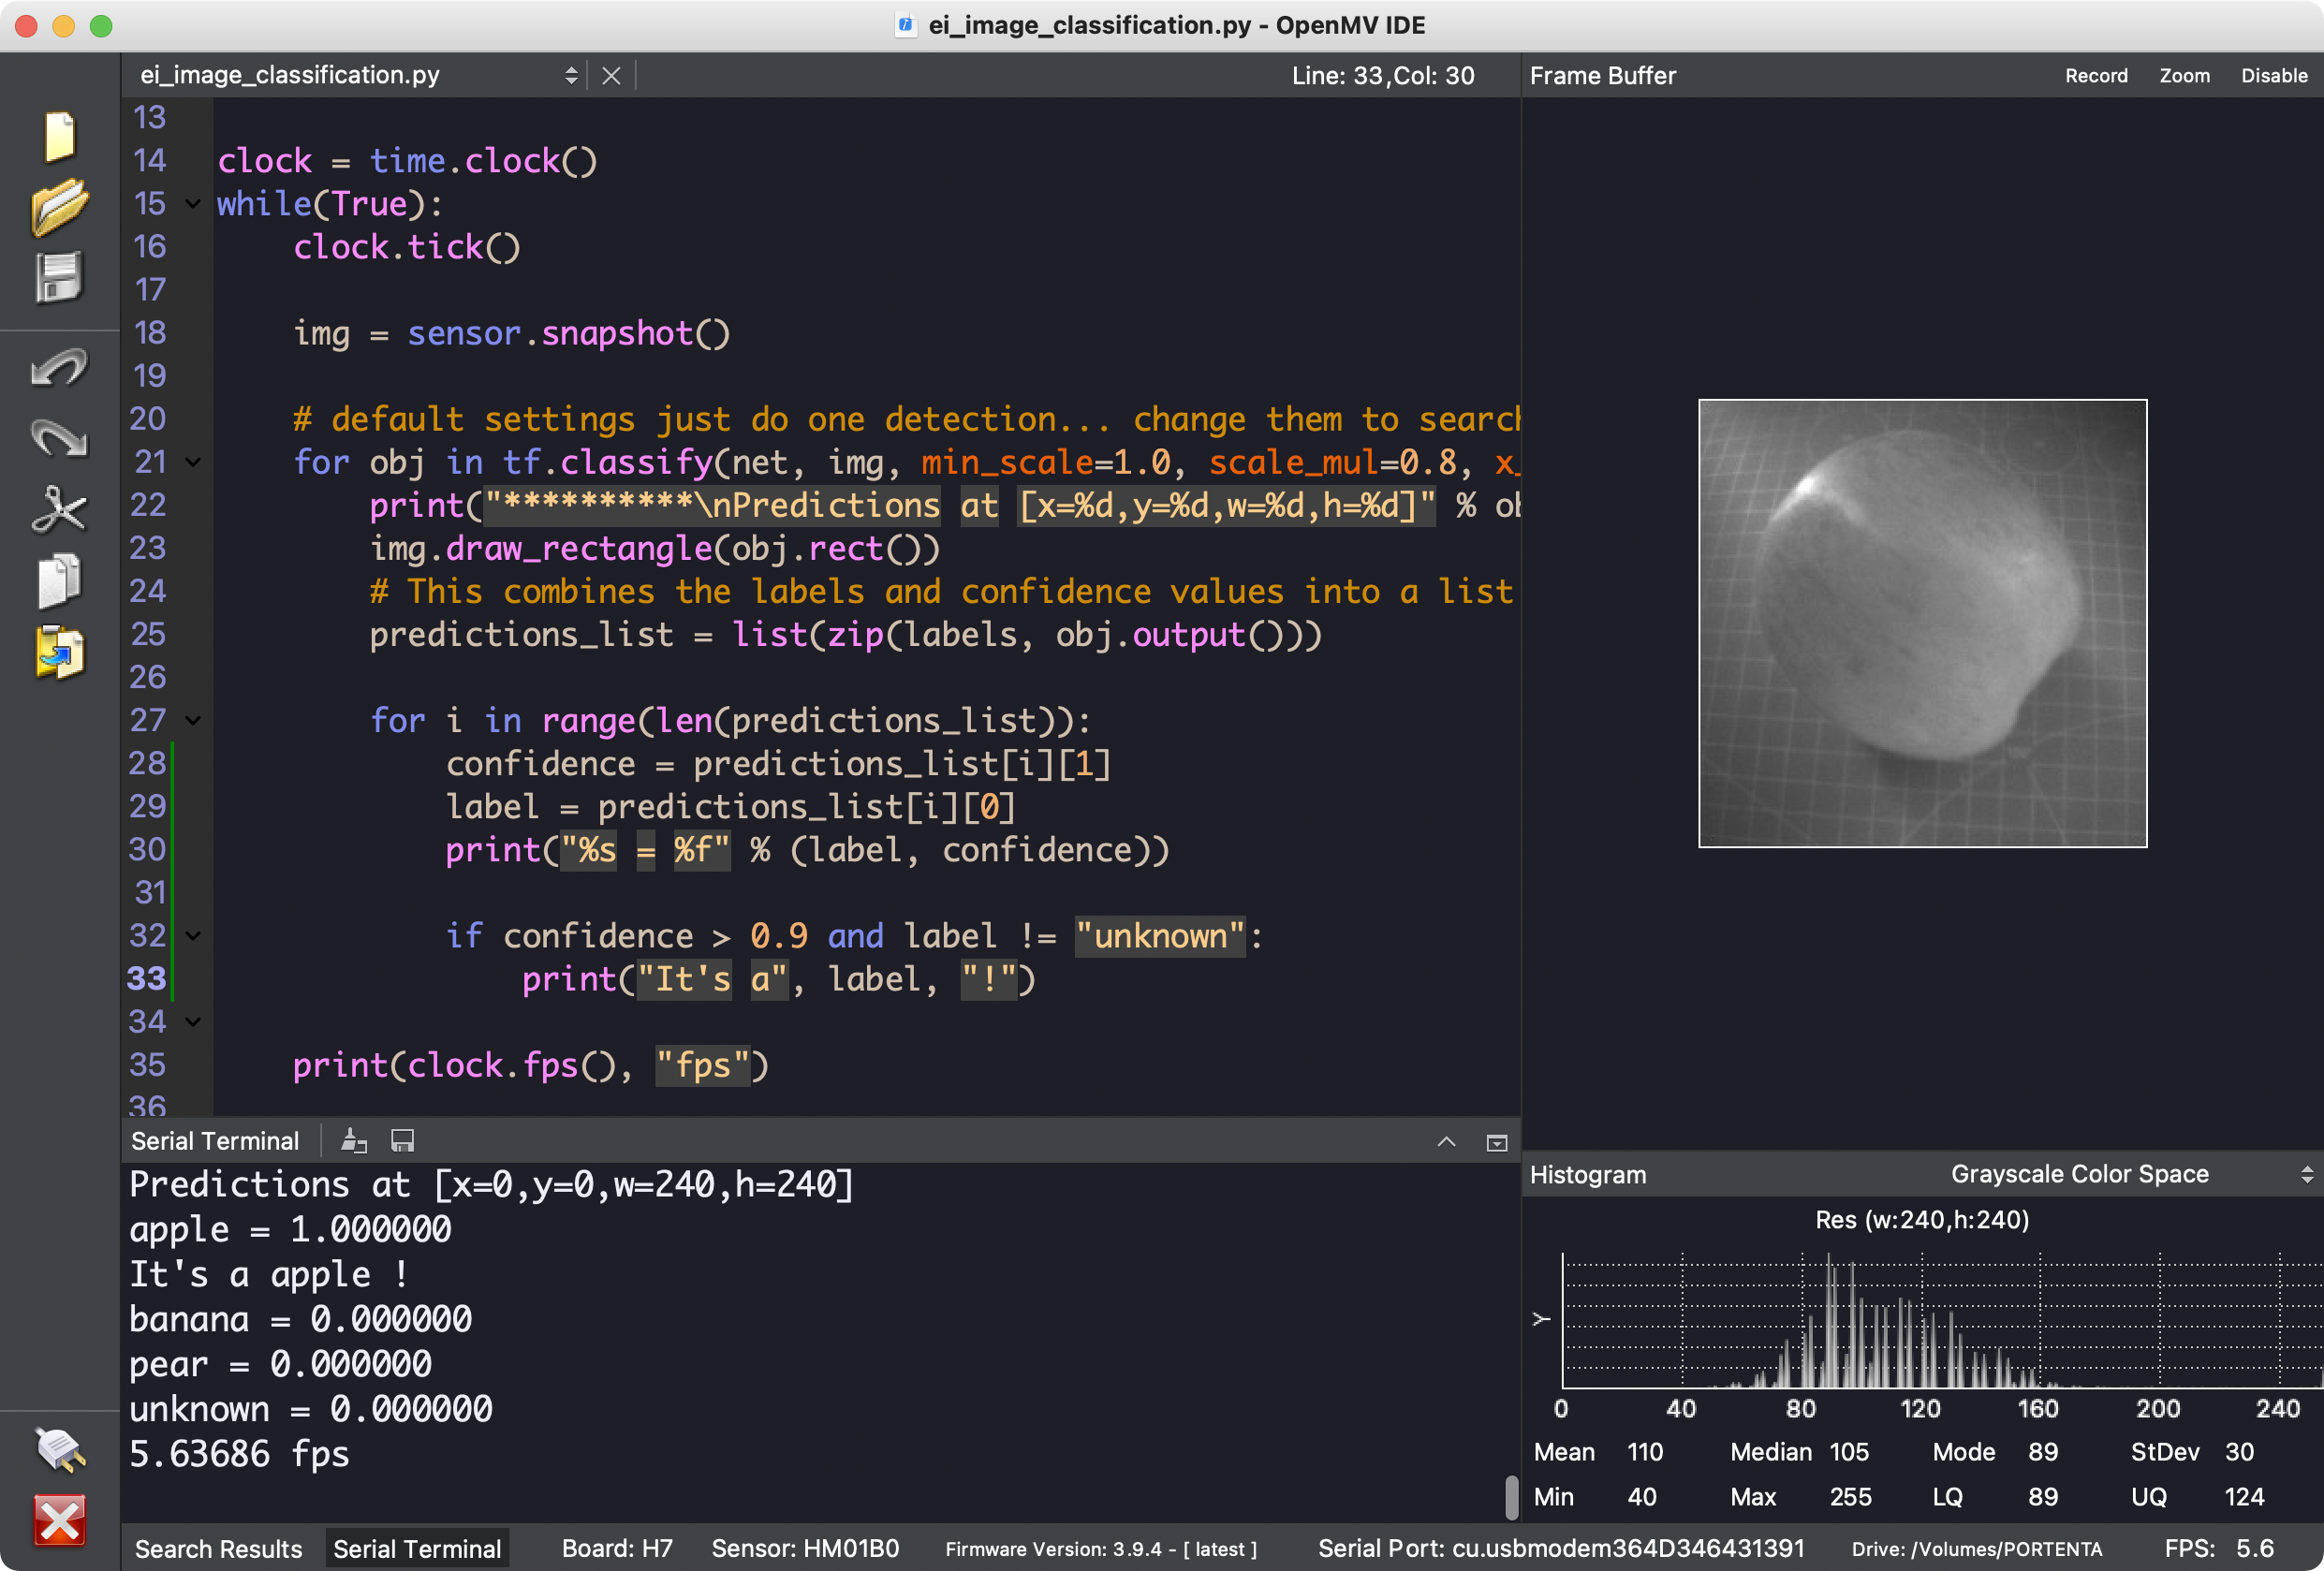 ei_image_classification.py - OpenMV IDE
ei_image_classification.py
Line: 33,Col: 30
13
14 clock = time.clock()
15 while(True):
16     clock.tick()
17
18     img = sensor.snapshot()
19
20     # default settings just do one detection... change them to search
21     for obj in tf.classify(net, img, min_scale=1.0, scale_mul=0.8, x_
22         print("**********\nPredictions at [x=%d,y=%d,w=%d,h=%d]" % ob
23         img.draw_rectangle(obj.rect())
24         # This combines the labels and confidence values into a list
25         predictions_list = list(zip(labels, obj.output()))
26
27         for i in range(len(predictions_list)):
28             confidence = predictions_list[i][1]
29             label = predictions_list[i][0]
30             print("%s = %f" % (label, confidence))
31
32             if confidence > 0.9 and label != "unknown":
33                 print("It's a", label, "!")
34
35     print(clock.fps(), "fps")
36
Serial Terminal
Predictions at [x=0,y=0,w=240,h=240]
apple = 1.000000
It's a apple !
banana = 0.000000
pear = 0.000000
unknown = 0.000000
5.63686 fps
Frame Buffer Record Zoom Disable
Histogram Grayscale Color Space
Res (w:240,h:240)
Y
0 40 80 120 160 200 240
Mean 110 Median 105 Mode 89 StDev 30
Min 40 Max 255 LQ 89 UQ 124
Search Results Serial Terminal Board: H7 Sensor: HM01B0 Firmware Version: 3.9.4 - [ latest ] Serial Port: cu.usbmodem364D346431391 Drive: /Volumes/PORTENTA FPS: 5.6